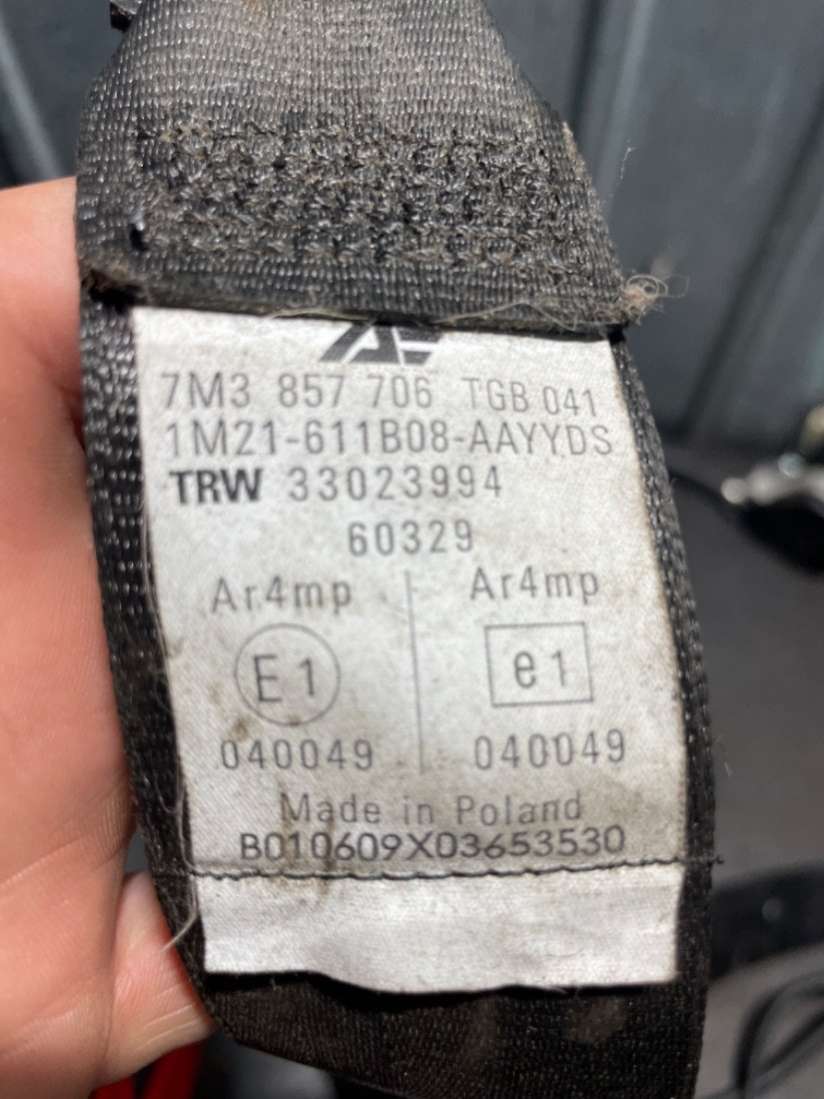 7M3 857 706 TGB 041
1M21-611B08-AAYYDS
TRW 33023994
60329
Ar4mp Ar4mp
E1 e1
040049 040049
Made in Poland
B010609X03653530